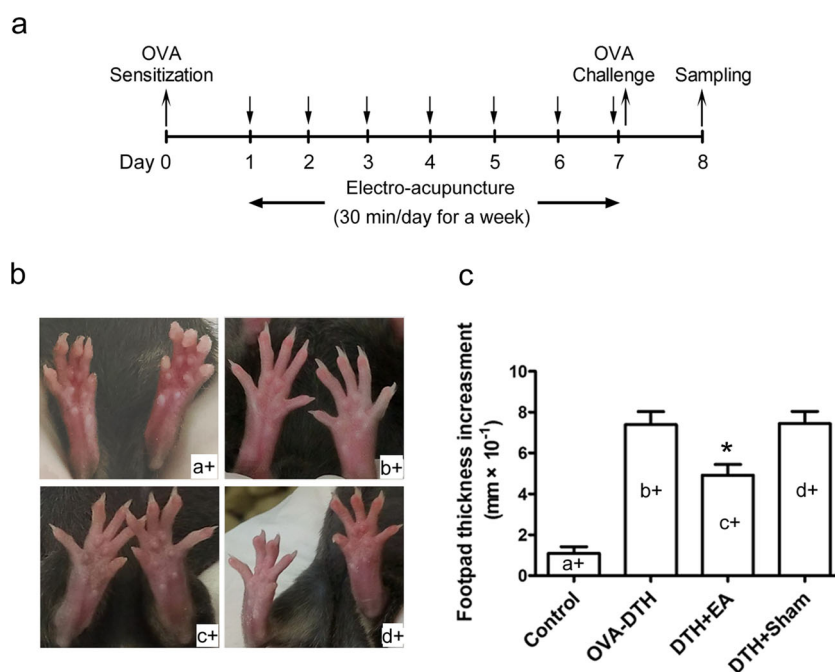 a
OVA
Sensitization
OVA
Challenge
Sampling
Day 0 1 2 3 4 5 6 7 8
Electro-acupuncture
(30 min/day for a week)
b
a+
b+
c+
d+
c
Footpad thickness increasment
(mm × 10⁻¹)
10
8
6
4
2
0
a+
b+
*
c+
d+
Control
OVA-DTH
DTH+EA
DTH+Sham